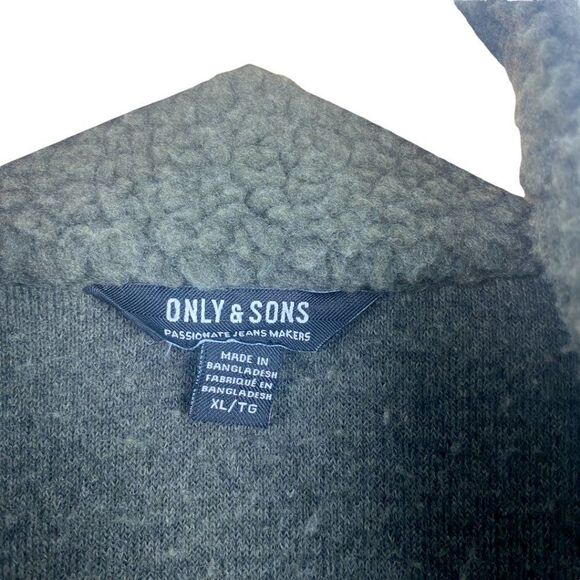 ONLY & SONS
PASSIONATE JEANS MAKERS
MADE IN
BANGLADESH
FABRIQUÉ EN
BANGLADESH
XL/TG